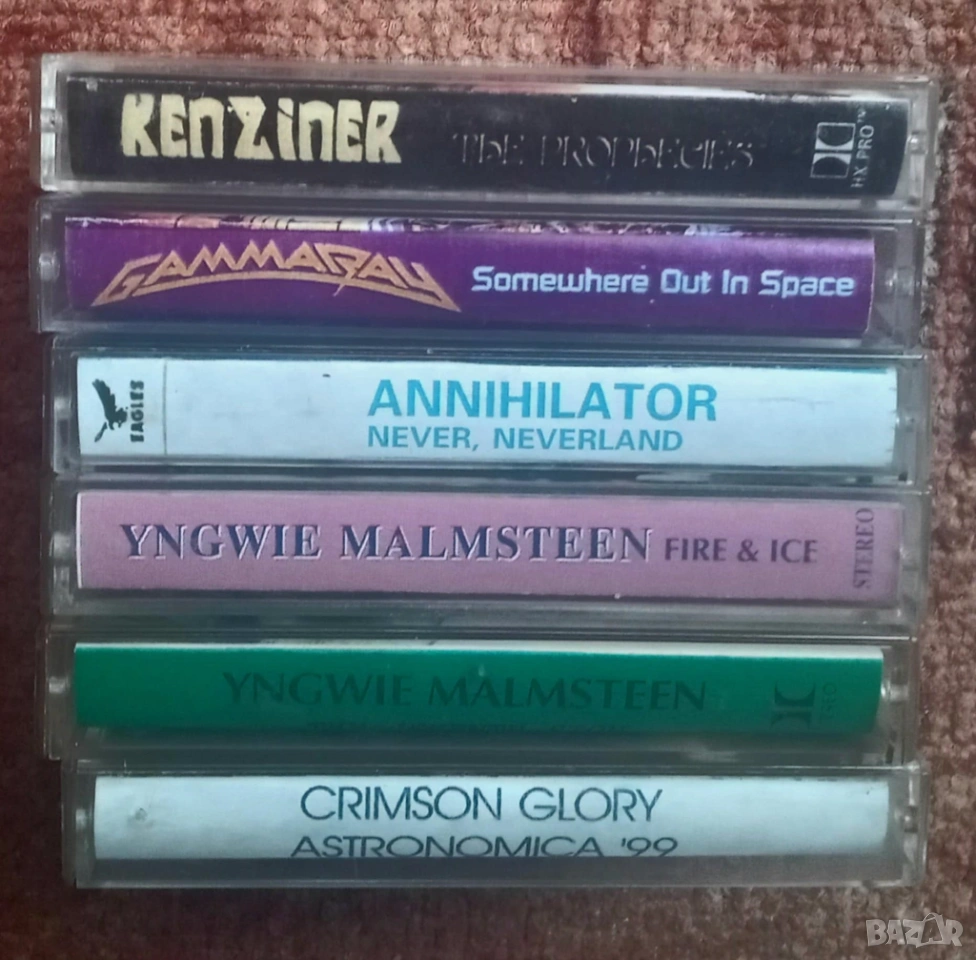 KENZINER THE PROPHECIES HX PRO™
GAMMARAY Somewhere Out In Space
EAGLES
ANNIHILATOR
NEVER, NEVERLAND
YNGWIE MALMSTEEN FIRE & ICE STEREO
YNGWIE MALMSTEEN
CRIMSON GLORY
ASTRONOMICA '99
BAZAR